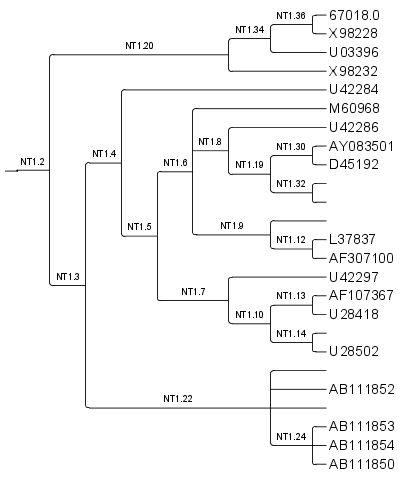 NT1.36
67018.0
NT1.34
X98228
NT1.20
U03396
X98232
U42284
M60968
U42286
NT1.8
NT1.30
AY083501
NT1.4
NT1.2
NT1.6
NT1.19
D45192
NT1.32
NT1.5
NT1.9
NT1.12
L37837
AF307100
NT1.3
U42297
NT1.7
NT1.13
AF107367
NT1.10
U28418
NT1.14
U28502
AB111852
NT1.22
AB111853
NT1.24
AB111854
AB111850